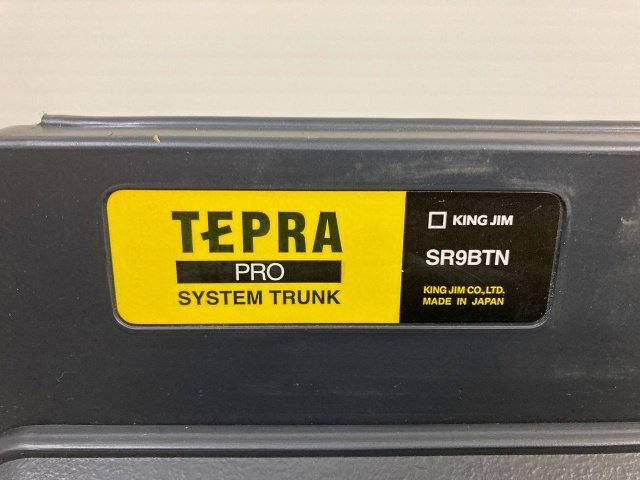 TEPRA
PRO
SYSTEM TRUNK
KING JIM
SR9BTN
KING JIM CO.,LTD.
MADE IN JAPAN